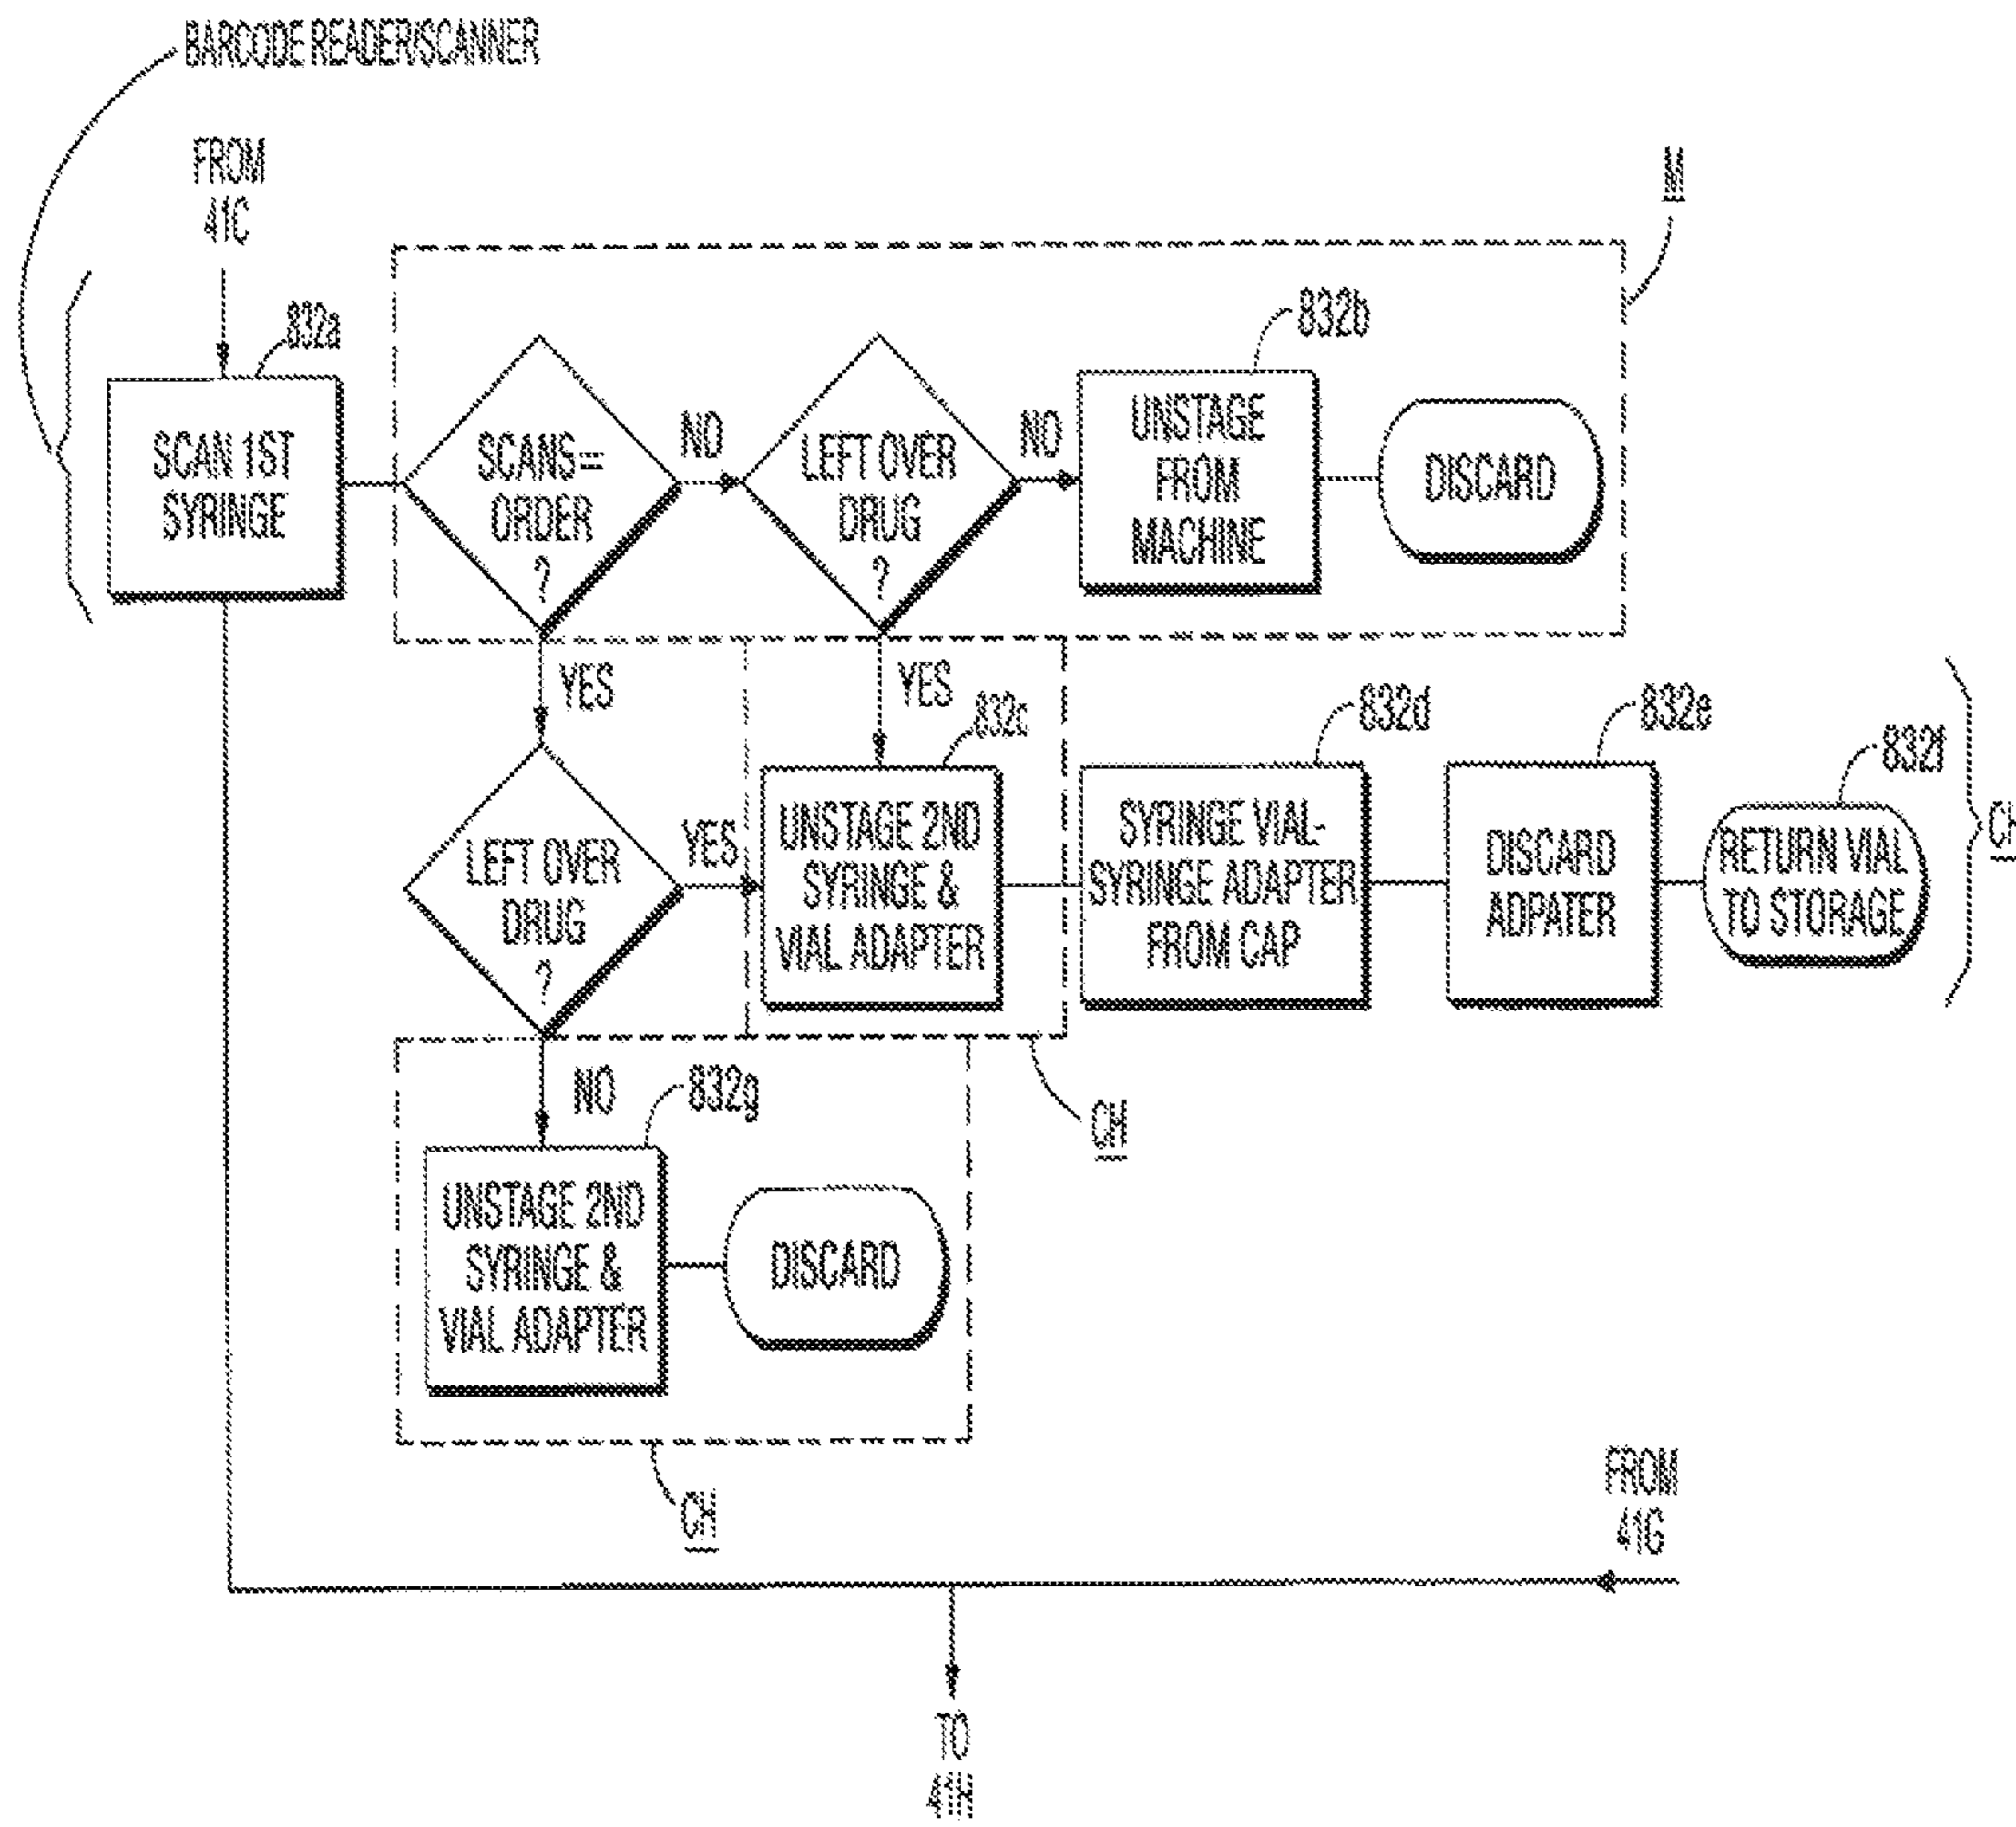 BARCODE READER/SCANNER
FROM
41C
M
832a
832b
SCAN 1ST
SYRINGE
SCANS=
ORDER
?
NO
LEFT OVER
DRUG
?
NO
UNSTAGE
FROM
MACHINE
DISCARD
YES
YES
832c
832d
832e
832f
LEFT OVER
DRUG
?
YES
UNSTAGE 2ND
SYRINGE &
VIAL ADAPTER
SYRINGE VIAL-
SYRINGE ADAPTER
FROM CAP
DISCARD
ADPATER
RETURN VIAL
TO STORAGE
CH
NO
832g
CH
UNSTAGE 2ND
SYRINGE &
VIAL ADAPTER
DISCARD
CH
FROM
41G
TO
41H